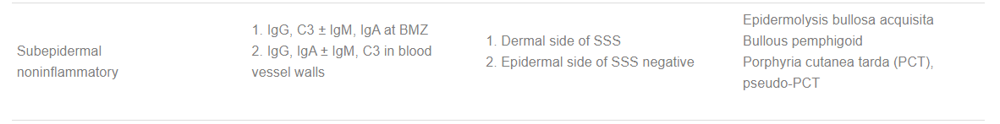 Subepidermal
noninflammatory
1. IgG, C3 ± IgM, IgA at BMZ
2. IgG, IgA ± IgM, C3 in blood
vessel walls
1. Dermal side of SSS
2. Epidermal side of SSS negative
Epidermolysis bullosa acquisita
Bullous pemphigoid
Porphyria cutanea tarda (PCT),
pseudo-PCT